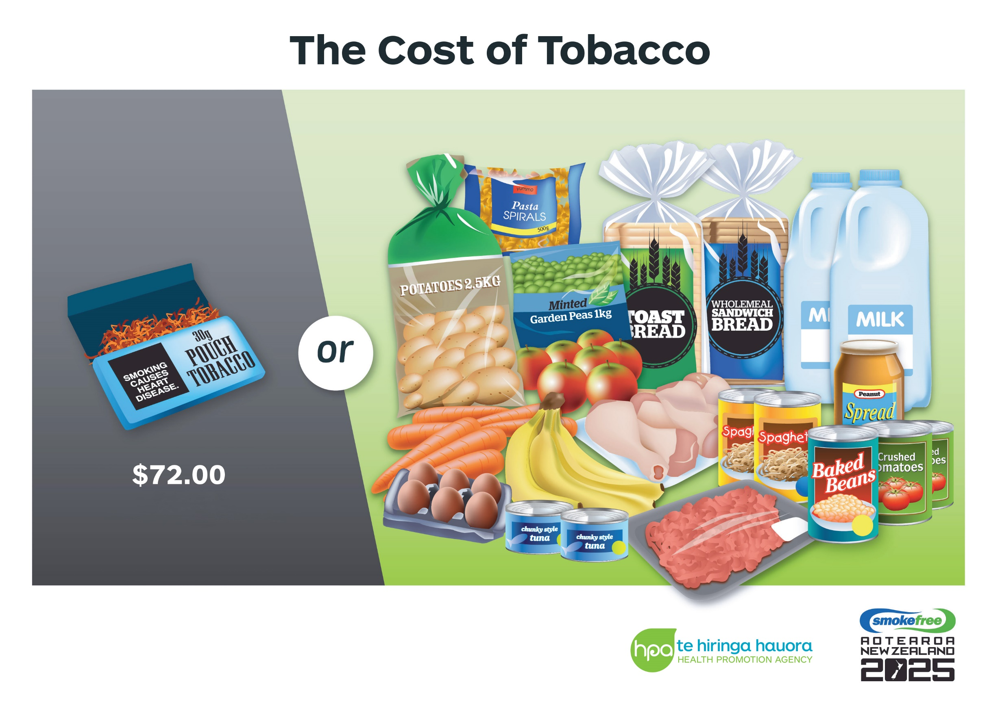 The Cost of Tobacco
30g
POUCH
TOBACCO
SMOKING
CAUSES
HEART
DISEASE.
$72.00
or
yummo
Pasta
SPIRALS
500g
POTATOES 2.5KG
Minted
Garden Peas 1kg
TOAST
BREAD
WHOLEMEAL
SANDWICH
BREAD
MI
MILK
Peanut
Spread
Spagh
Spaghet
Baked
Beans
Crushed
omatoes
ed
oes
chunky style
tuna
chunky style
tuna
hpa
te hiringa hauora
HEALTH PROMOTION AGENCY
smokefree
AOTEAROA
NEW ZEALAND
2025